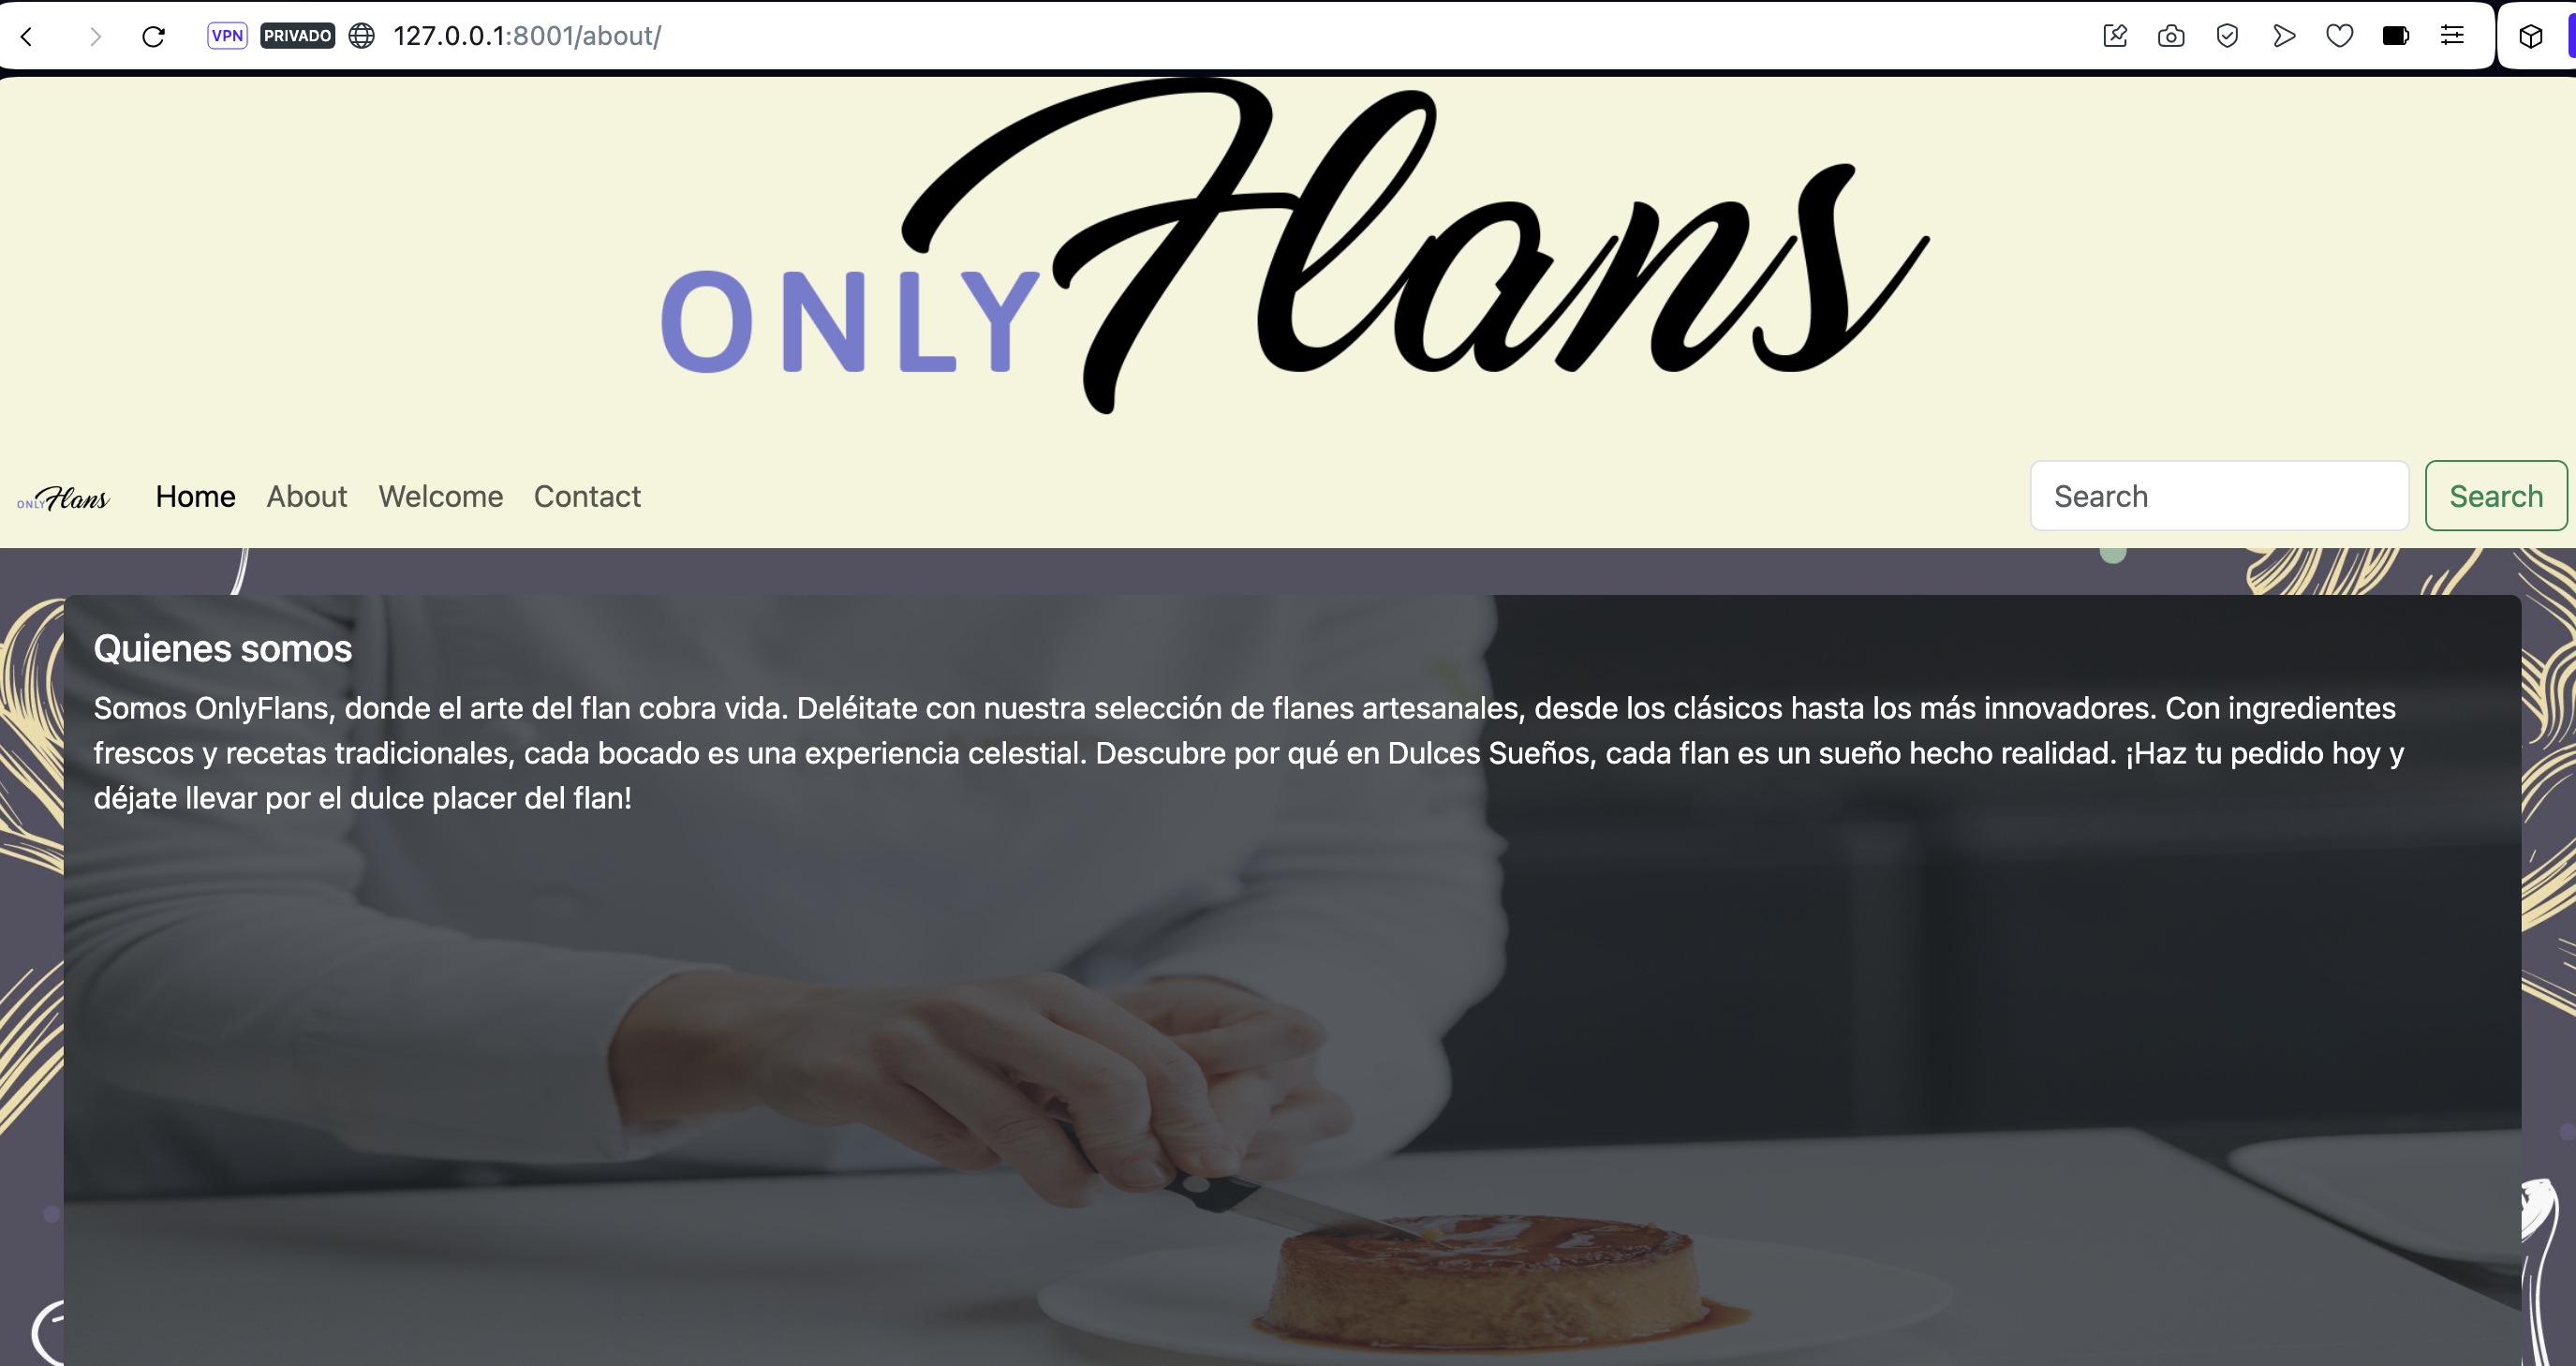 VPN PRIVADO 127.0.0.1:8001/about/
ONLY Flans
ONLY Flans Home About Welcome Contact Search Search
Quienes somos
Somos OnlyFlans, donde el arte del flan cobra vida. Deléitate con nuestra selección de flanes artesanales, desde los clásicos hasta los más innovadores. Con ingredientes
frescos y recetas tradicionales, cada bocado es una experiencia celestial. Descubre por qué en Dulces Sueños, cada flan es un sueño hecho realidad. ¡Haz tu pedido hoy y
déjate llevar por el dulce placer del flan!